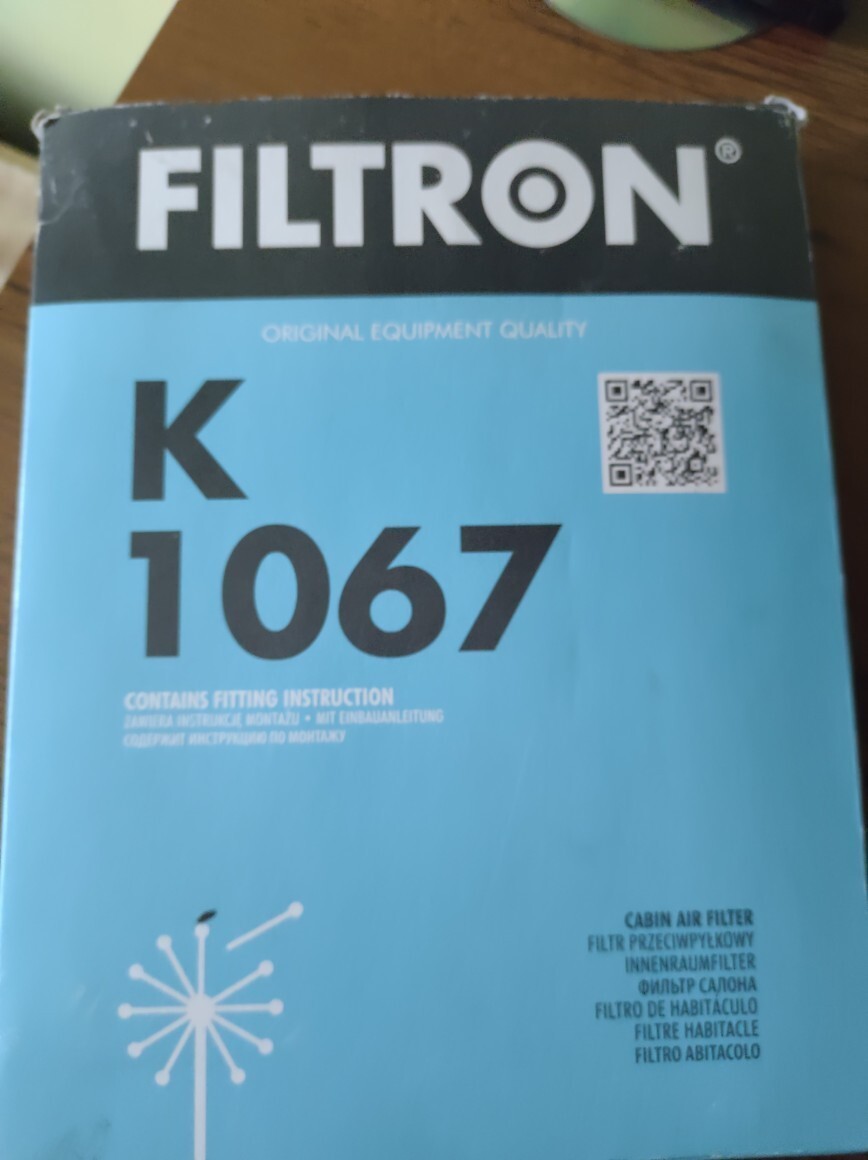 FILTRON®
ORIGINAL EQUIPMENT QUALITY
K
1067
CONTAINS FITTING INSTRUCTION
ZAWIERA INSTRUKCJĘ MONTAŻU • MIT EINBAUANLEITUNG
СОДЕРЖИТ ИНСТРУКЦИЮ ПО МОНТАЖУ
CABIN AIR FILTER
FILTR PRZECIWPYŁKOWY
INNENRAUMFILTER
ФИЛЬТР САЛОНА
FILTRO DE HABITÁCULO
FILTRE HABITACLE
FILTRO ABITACOLO